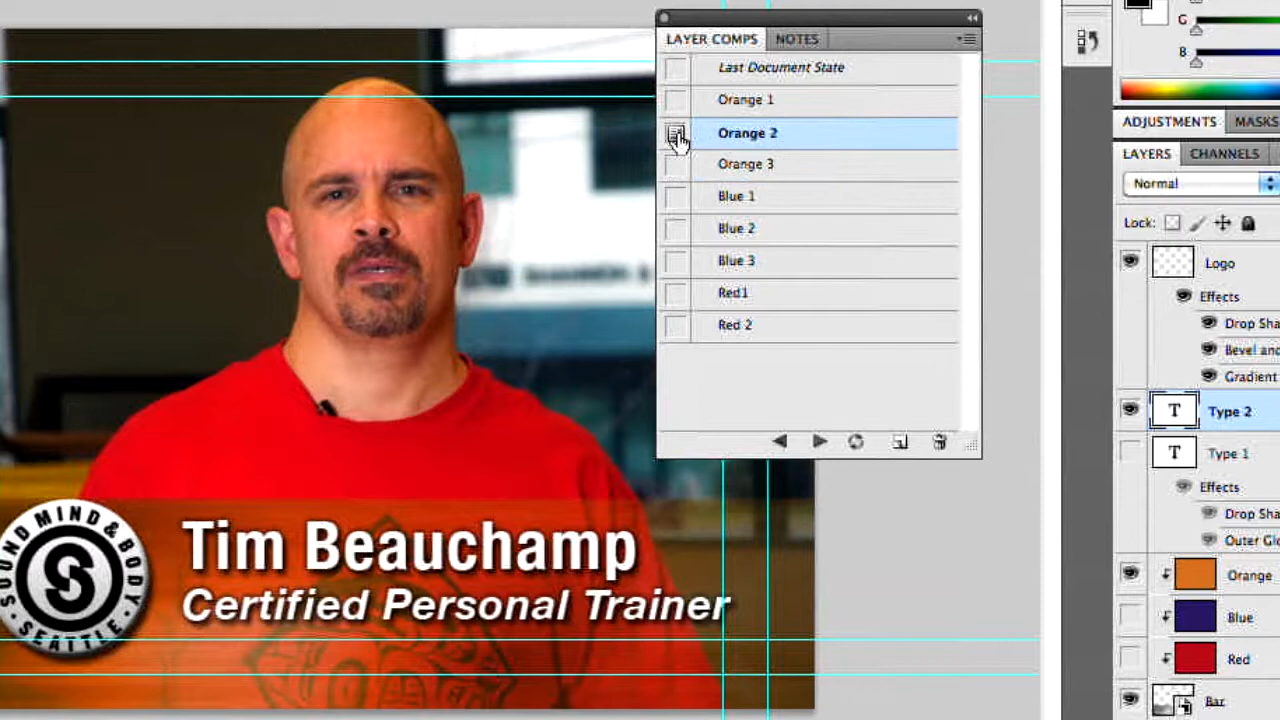 LAYER COMPS
NOTES
Last Document State
Orange 1
Orange 2
Orange 3
Blue 1
Blue 2
Blue 3
Red1
Red 2
G
B
ADJUSTMENTS
MASKS
LAYERS
CHANNELS
Normal
Lock:
Logo
Effects
Drop Sha
Bevel and
Gradient
T Type 2
T Type 1
Effects
Drop Sha
Outer Glo
Orange
Blue
Red
Bar
SOUND MIND & BODY
S
• SEATTLE •
Tim Beauchamp
Certified Personal Trainer